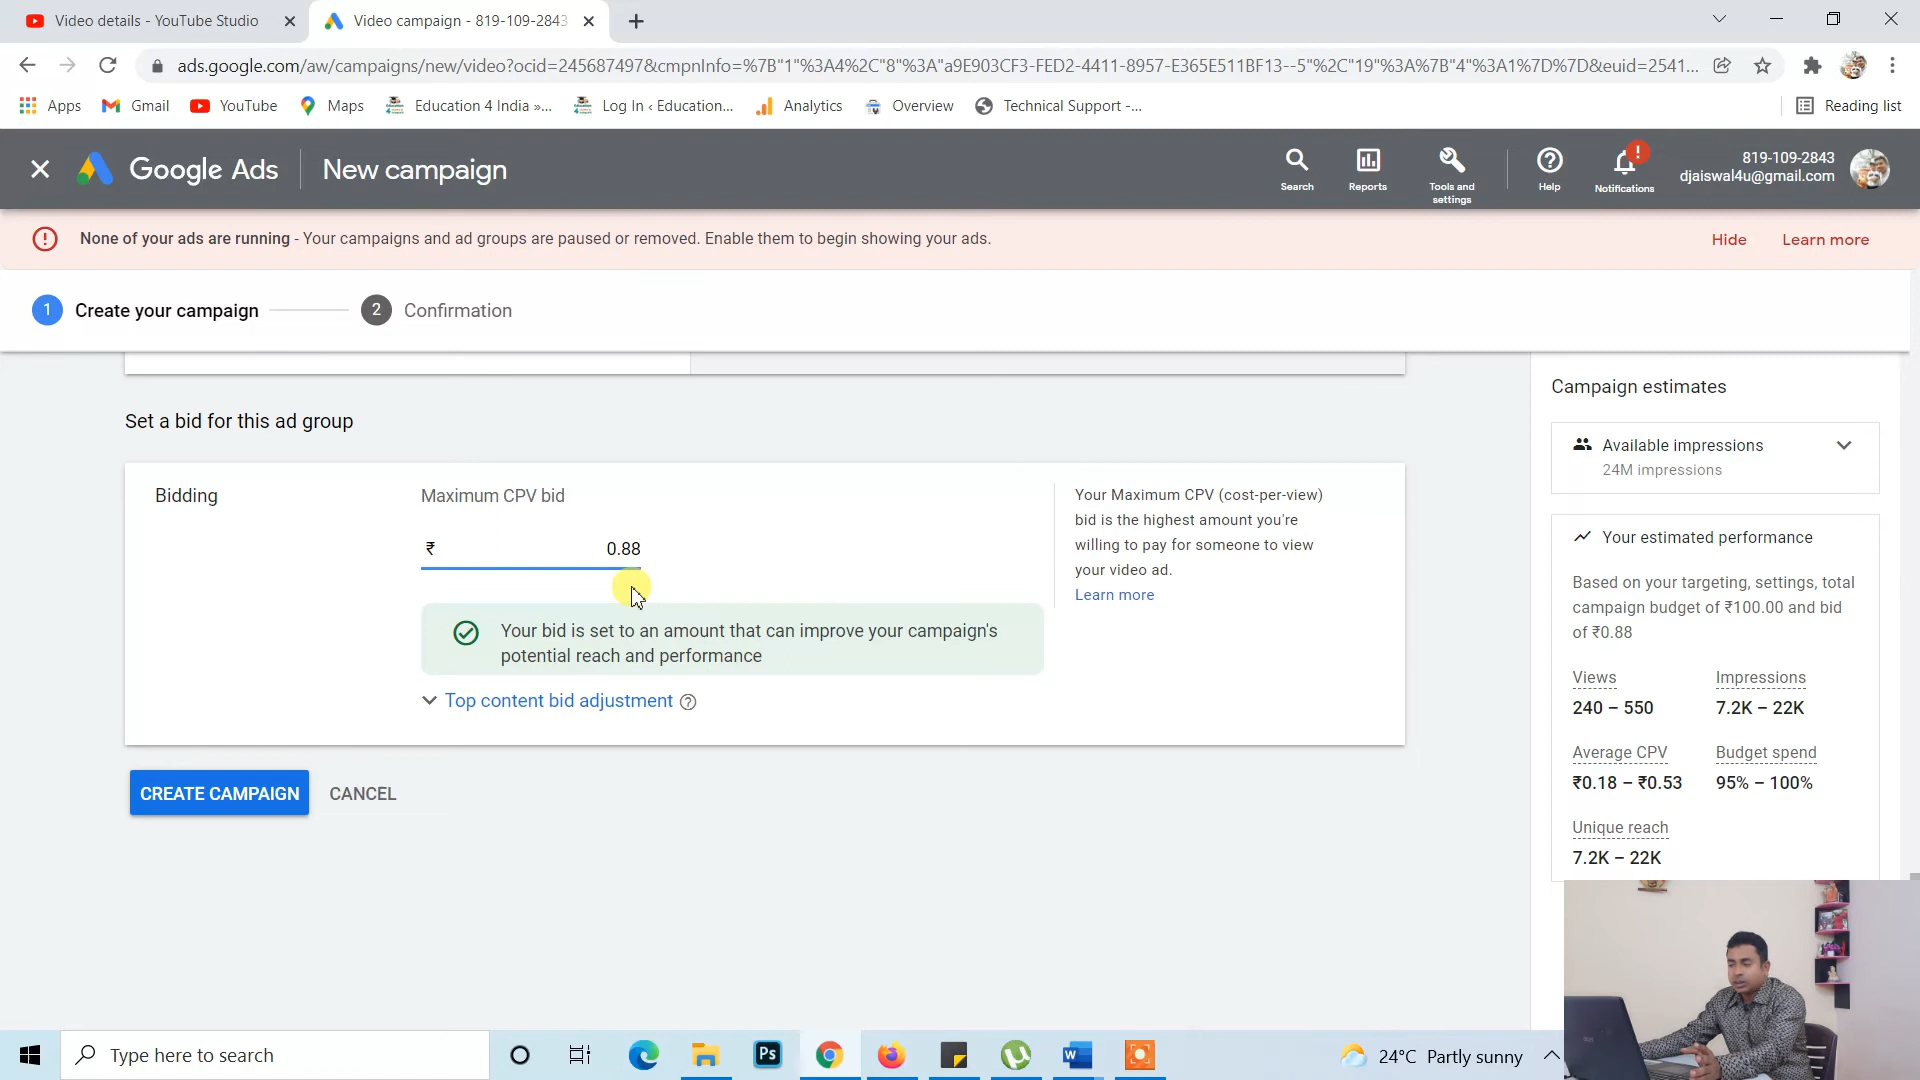 Video details - YouTube Studio
Video campaign - 819-109-2843
ads.google.com/aw/campaigns/new/video?ocid=245687497&cmpnInfo=%7B"1"%3A4%2C"8"%3A"a9E903CF3-FED2-4411-8957-E365E511BF13--5"%2C"19"%3A%7B"4"%3A1%7D%7D&euid=2541...
Apps
Gmail
YouTube
Maps
Education 4 India »...
Log In ‹ Education...
Analytics
Overview
Technical Support -...
Reading list
Google Ads
New campaign
Search
Reports
Tools and
settings
Help
Notifications
819-109-2843
djaiswal4u@gmail.com
None of your ads are running - Your campaigns and ad groups are paused or removed. Enable them to begin showing your ads.
Hide
Learn more
1 Create your campaign
2 Confirmation
Set a bid for this ad group
Bidding
Maximum CPV bid
₹ 0.88
Your bid is set to an amount that can improve your campaign's
potential reach and performance
Top content bid adjustment
Your Maximum CPV (cost-per-view)
bid is the highest amount you're
willing to pay for someone to view
your video ad.
Learn more
CREATE CAMPAIGN
CANCEL
Campaign estimates
Available impressions
24M impressions
Your estimated performance
Based on your targeting, settings, total
campaign budget of ₹100.00 and bid
of ₹0.88
Views
Impressions
240 – 550
7.2K – 22K
Average CPV
Budget spend
₹0.18 – ₹0.53
95% – 100%
Unique reach
7.2K – 22K
Type here to search
Ps
W
24°C Partly sunny